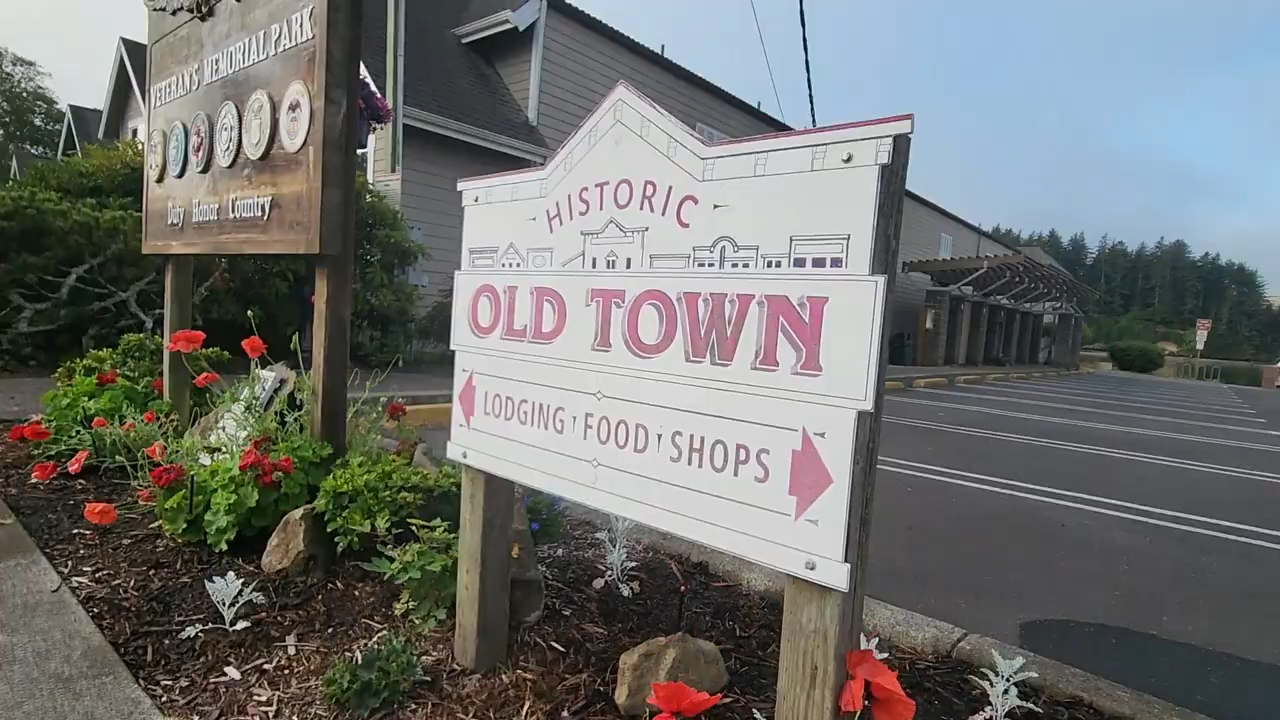 VETERAN'S MEMORIAL PARK
Duty Honor Country
HISTORIC
OLD TOWN
LODGING FOOD SHOPS